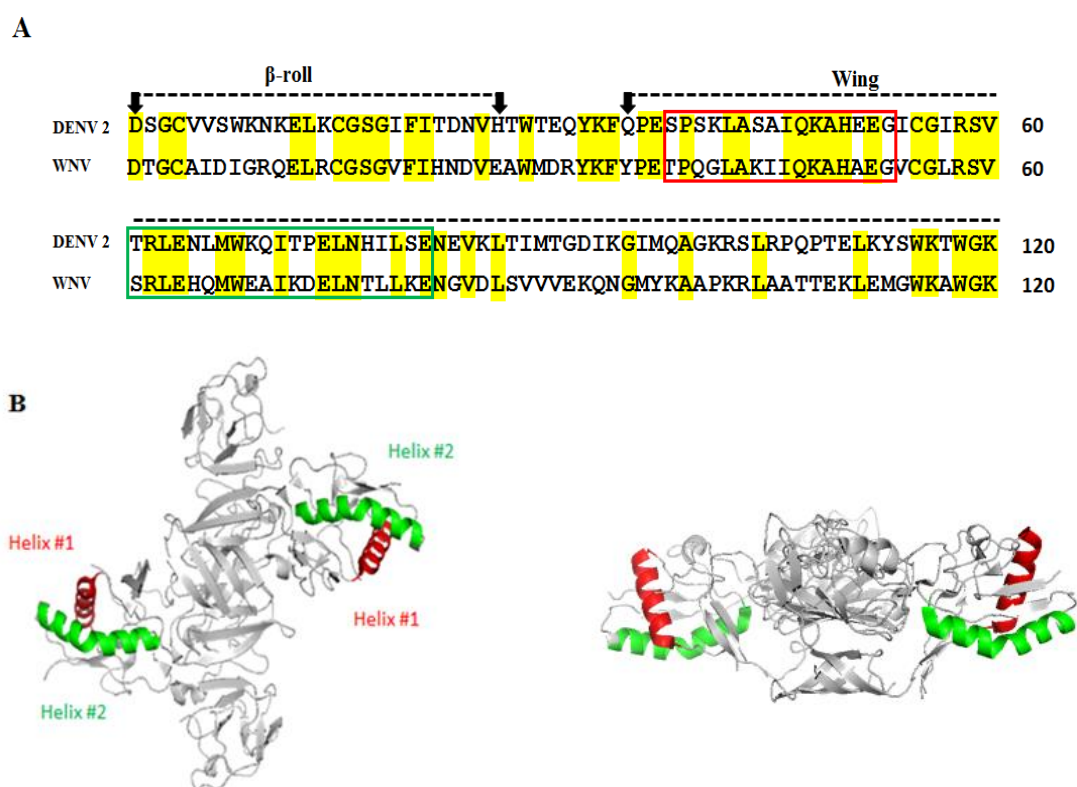 A
β-roll
Wing
DENV 2 DSGCVVSWKNKELKCGSGIFITDNVHTWTEQYKFQPESPSKLASAIQKAHEEGICGIRSV 60
WNV DTGCAIDIGRQELRCGSGVFIHNDVEAWMDRYKFYPETPQGLAKIIQKAHAEGVCGLRSV 60
DENV 2 TRLENLMWKQITPELNHILSENEVKLTIMTGDIKGIMQAGKRSLRPQPTELKYSWKTWGK 120
WNV SRLEHQMWEAIKDELNTLLKENGVDLSVVVEKQNGMYKAAPKRLAATTEKLEMGWKAWGK 120
B
Helix #2
Helix #1
Helix #1
Helix #2